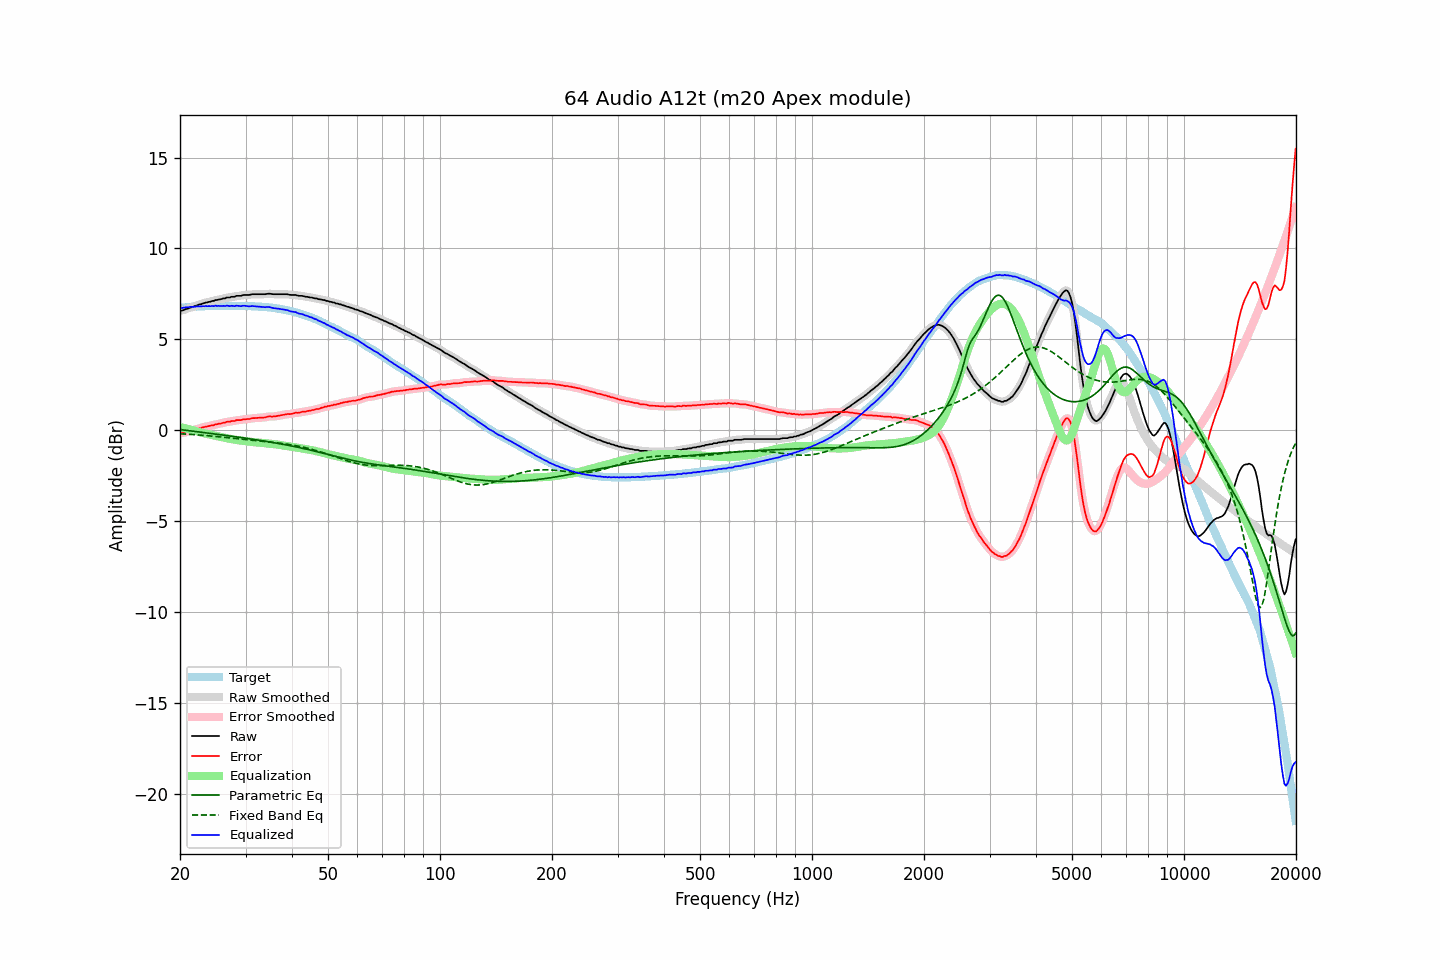 64 Audio A12t (m20 Apex module)
Amplitude (dBr)
15
10
5
0
−5
−10
−15
−20
Target
Raw Smoothed
Error Smoothed
Raw
Error
Equalization
Parametric Eq
Fixed Band Eq
Equalized
20
50
100
200
500
1000
2000
5000
10000
20000
Frequency (Hz)